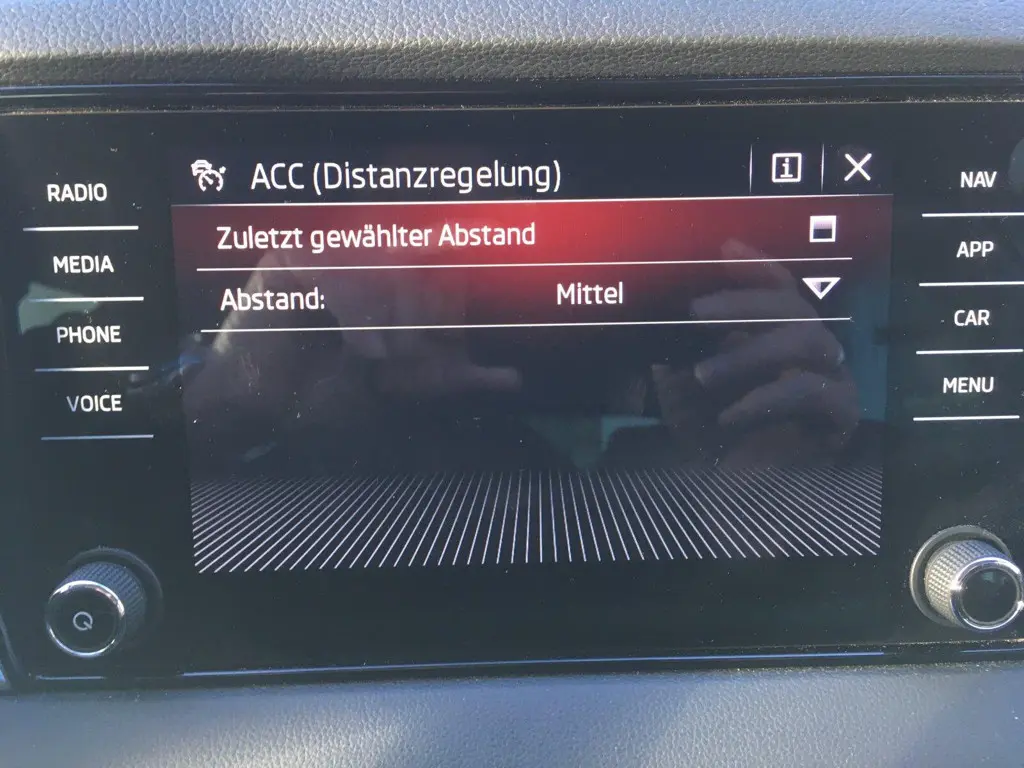 ACC (Distanzregelung)
Zuletzt gewählter Abstand
Abstand: Mittel
RADIO
MEDIA
PHONE
VOICE
NAV
APP
CAR
MENU